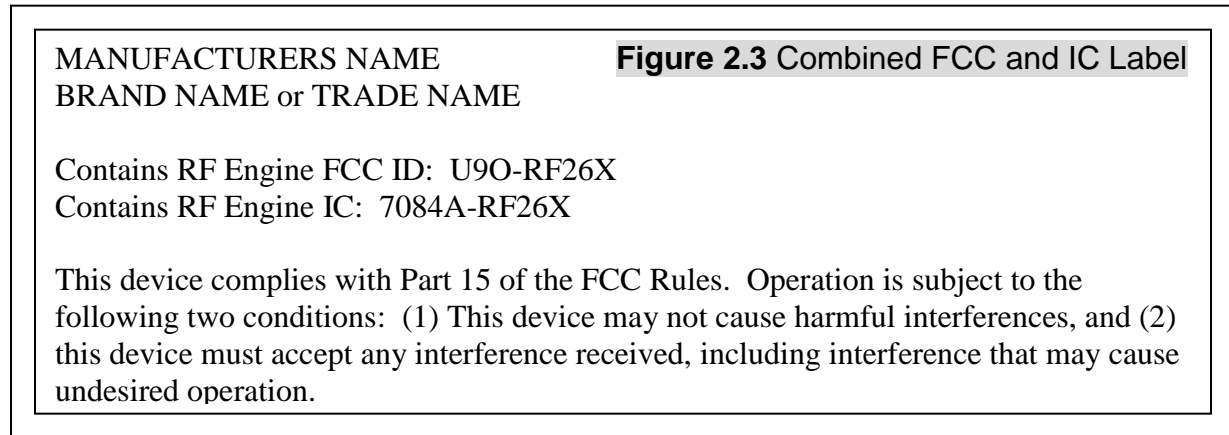 MANUFACTURERS NAME
Figure 2.3 Combined FCC and IC Label
BRAND NAME or TRADE NAME
Contains RF Engine FCC ID: U9O-RF26X
Contains RF Engine IC: 7084A-RF26X
This device complies with Part 15 of the FCC Rules. Operation is subject to the
following two conditions: (1) This device may not cause harmful interferences, and (2)
this device must accept any interference received, including interference that may cause
undesired operation.